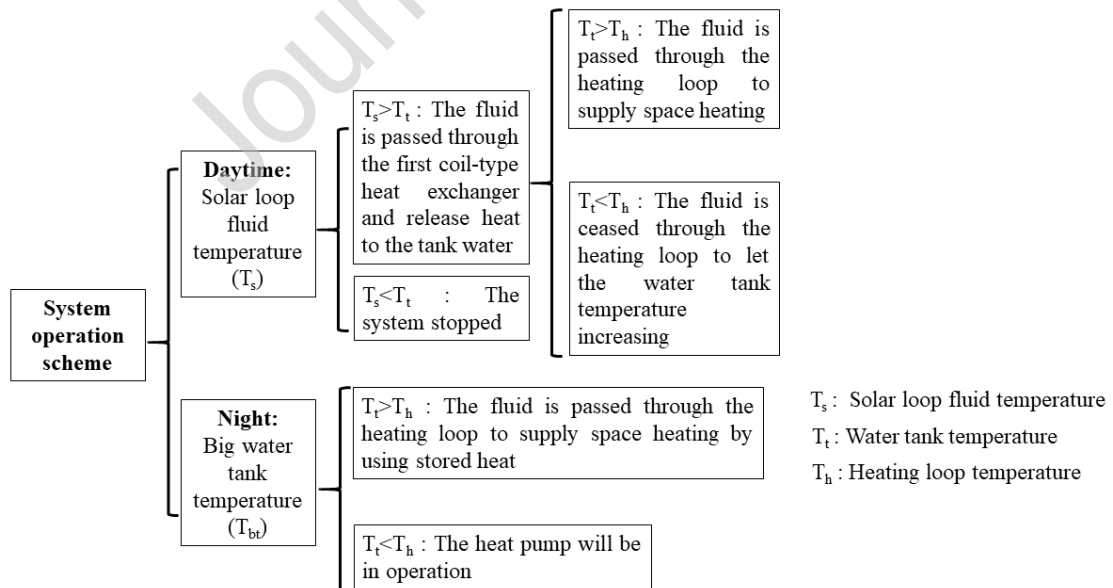 Jour
System
operation
scheme
Daytime:
Solar loop
fluid
temperature
(Ts)
Ts>Tt : The fluid
is passed through
the first coil-type
heat exchanger
and release heat
to the tank water
Ts<Tt : The
system stopped
Tt>Th : The fluid is
passed through the
heating loop to
supply space heating
Tt<Th : The fluid is
ceased through the
heating loop to let
the water tank
temperature
increasing
Night:
Big water
tank
temperature
(Tbt)
Tt>Th : The fluid is passed through the
heating loop to supply space heating by
using stored heat
Tt<Th : The heat pump will be
in operation
Ts : Solar loop fluid temperature
Tt : Water tank temperature
Th : Heating loop temperature